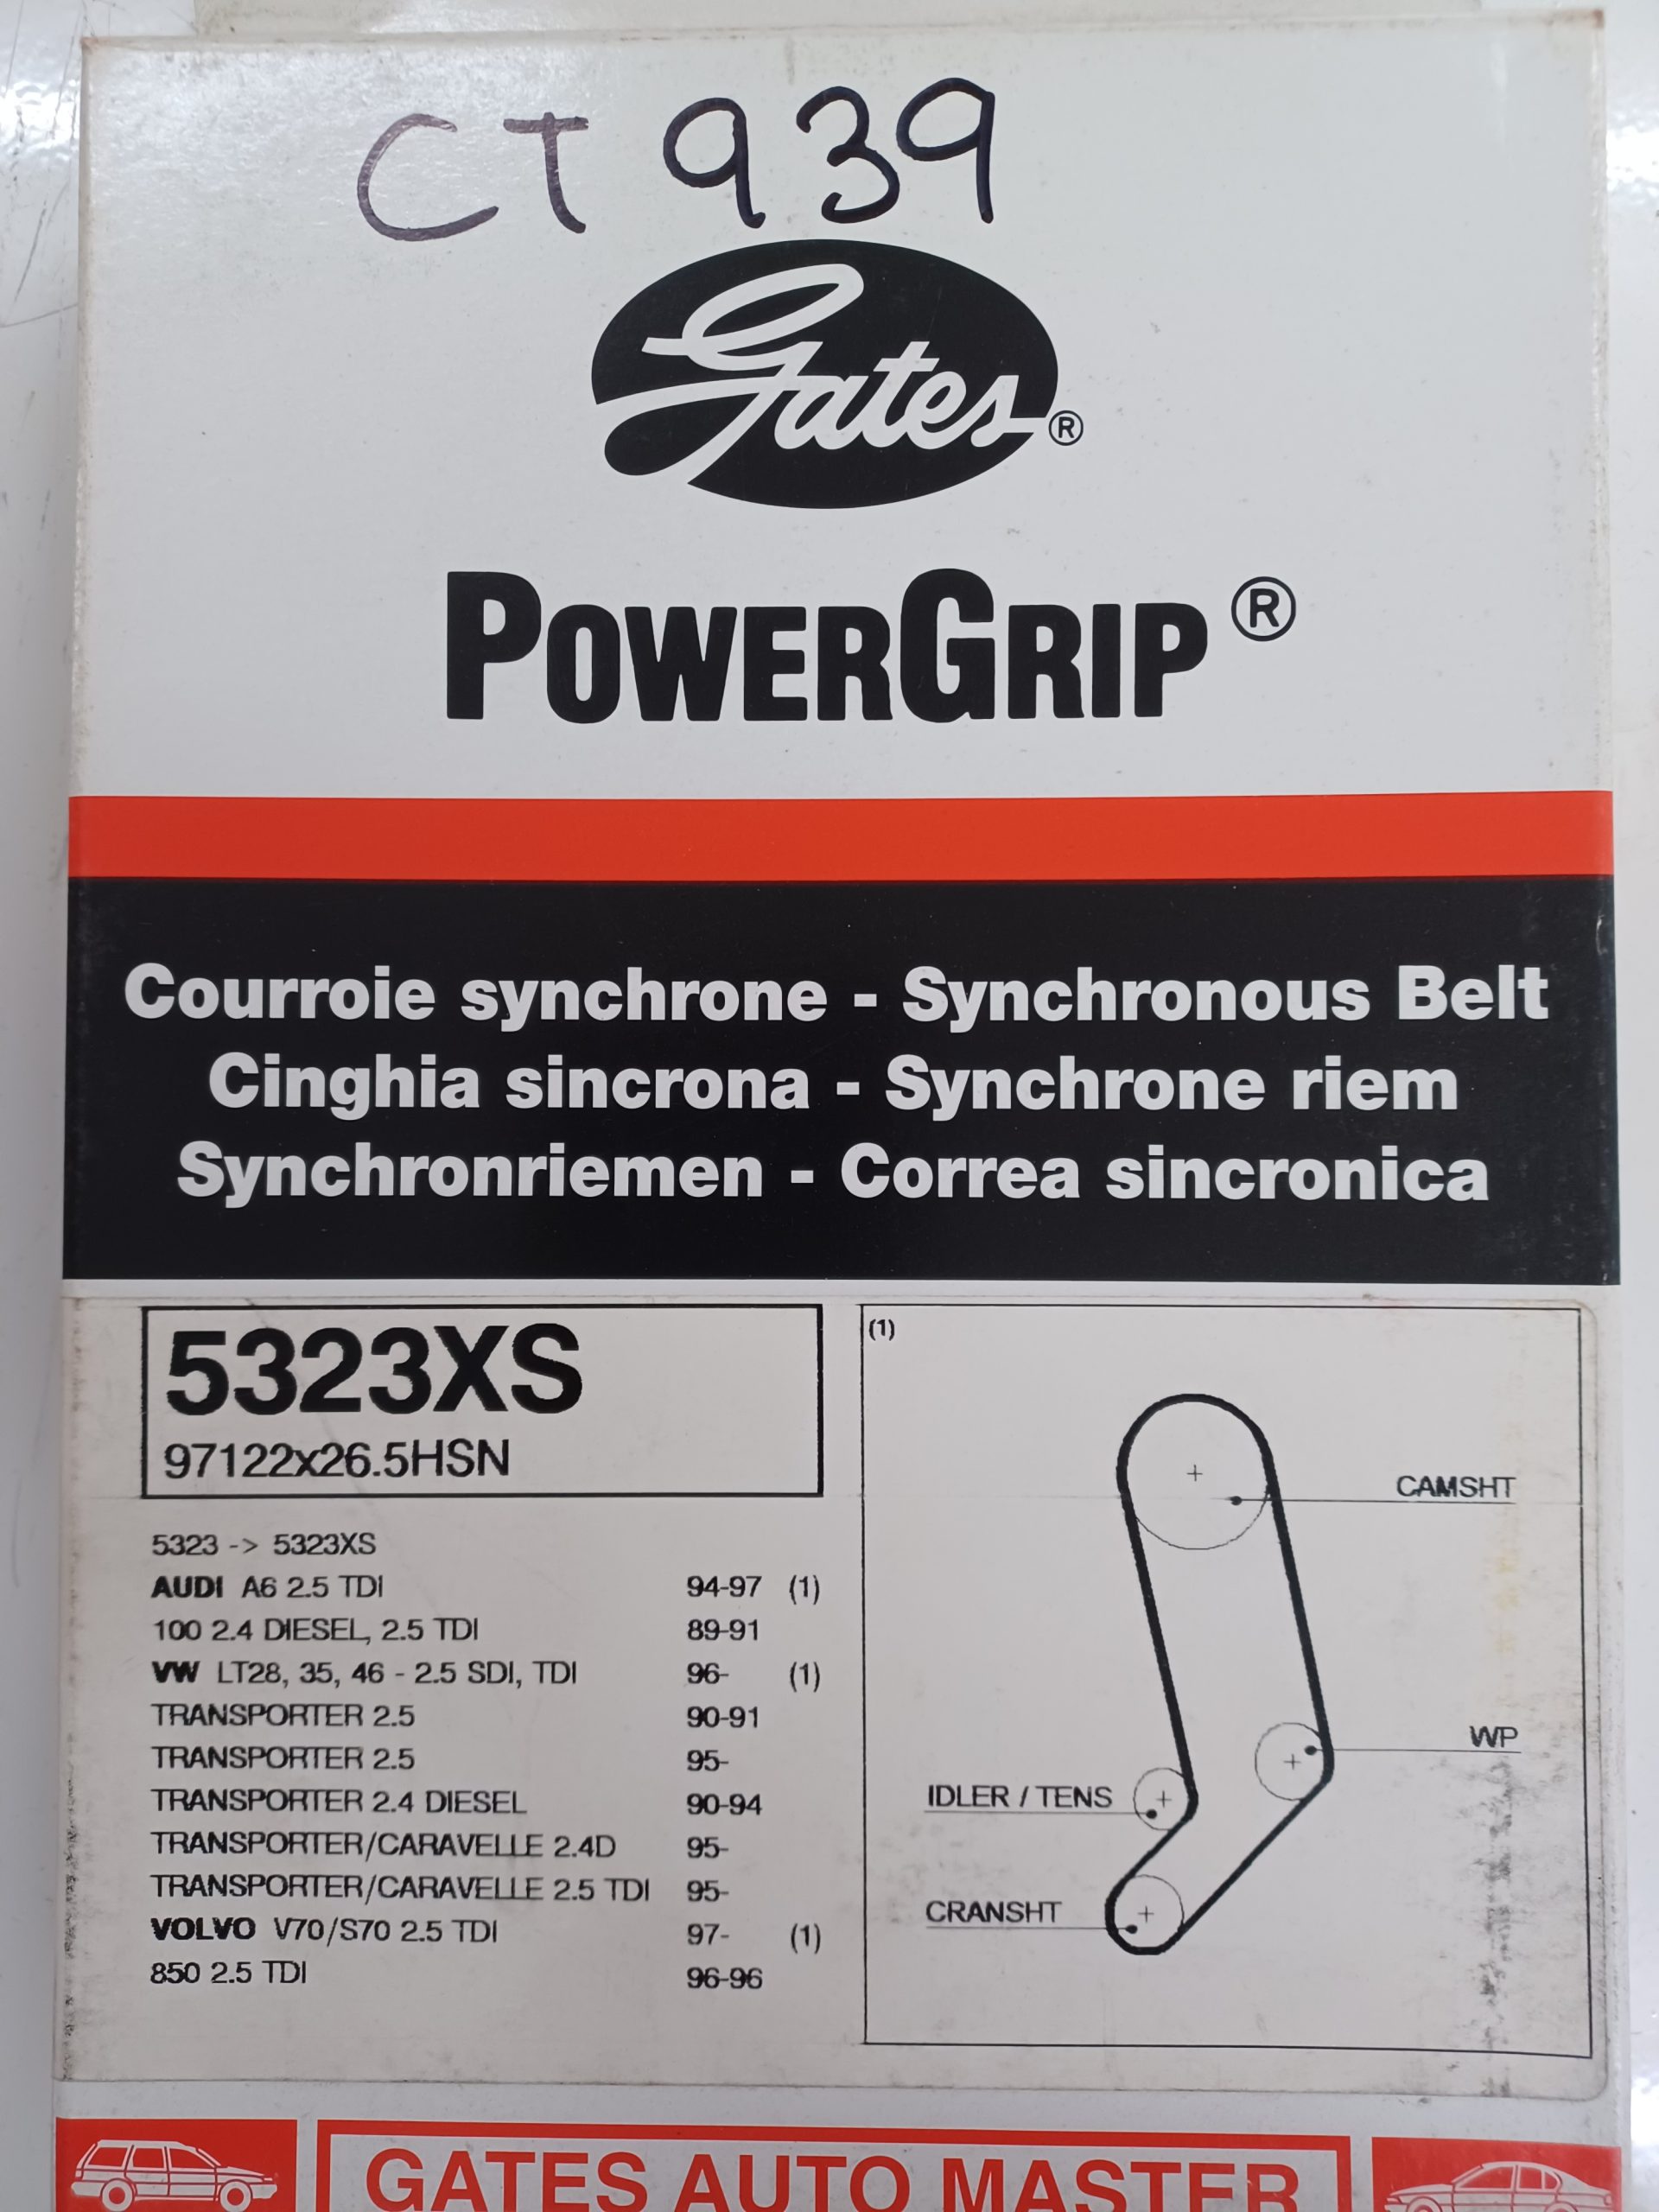 CT 939
Gates®
POWERGRIP®
Courroie synchrone - Synchronous Belt
Cinghia sincrona - Synchrone riem
Synchronriemen - Correa sincronica
5323XS
97122x26.5HSN
5323 -> 5323XS
AUDI A6 2.5 TDI 94-97 (1)
100 2.4 DIESEL, 2.5 TDI 89-91
VW LT28, 35, 46 - 2.5 SDI, TDI 96- (1)
TRANSPORTER 2.5 90-91
TRANSPORTER 2.5 95-
TRANSPORTER 2.4 DIESEL 90-94
TRANSPORTER/CARAVELLE 2.4D 95-
TRANSPORTER/CARAVELLE 2.5 TDI 95-
VOLVO V70/S70 2.5 TDI 97- (1)
850 2.5 TDI 96-96
(1)
CAMSHT
WP
IDLER / TENS
CRANSHT
GATES AUTO MASTER